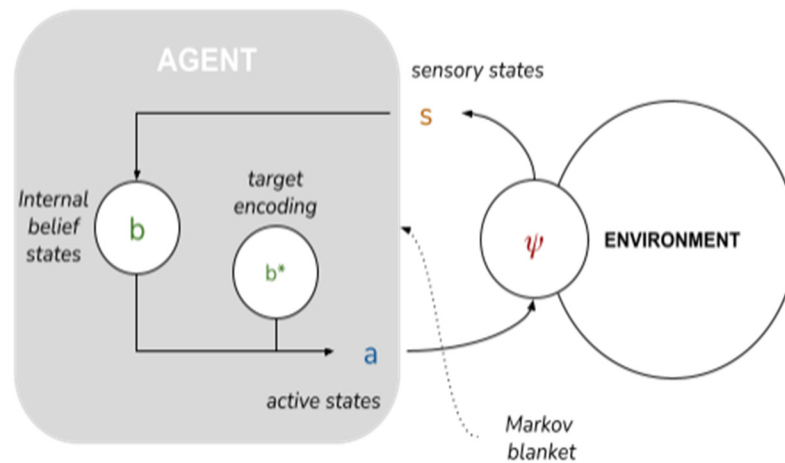 AGENT
sensory states
s
target
encoding
Internal
belief
states
b
b*
ψ
ENVIRONMENT
a
active states
Markov
blanket